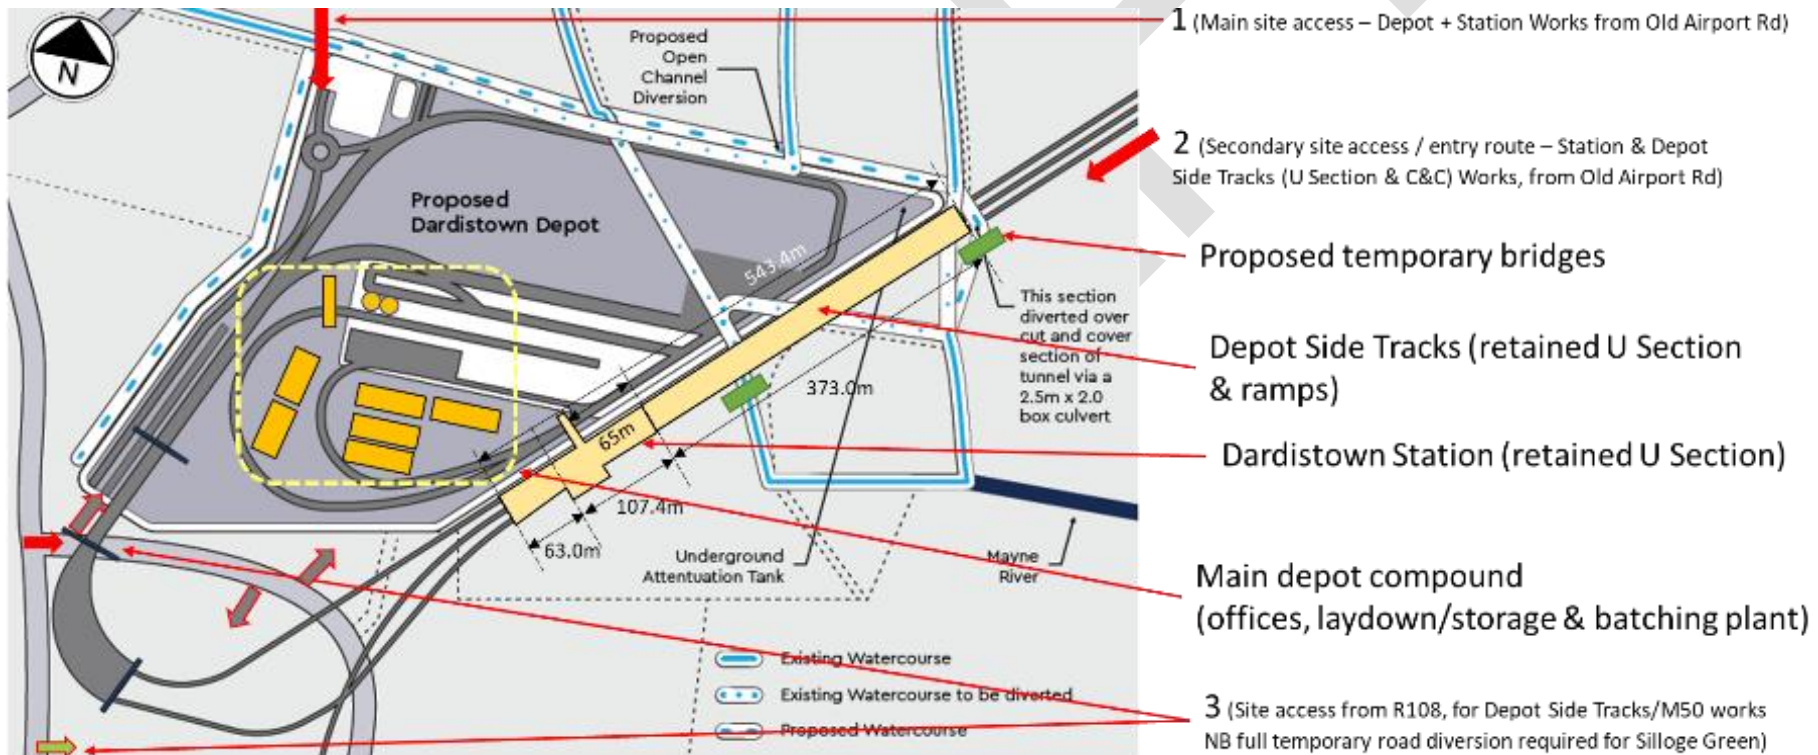 N
Proposed
Open
Channel
Diversion
Proposed
Dardistown Depot
543.4m
This section
diverted over
cut and cover
section of
tunnel via a
2.5m x 2.0
box culvert
373.0m
65m
107.4m
63.0m
Underground
Attentuation Tank
Mayne
River
Existing Watercourse
Existing Watercourse to be diverted
Proposed Watercourse
1 (Main site access – Depot + Station Works from Old Airport Rd)
2 (Secondary site access / entry route – Station & Depot
Side Tracks (U Section & C&C) Works, from Old Airport Rd)
Proposed temporary bridges
Depot Side Tracks (retained U Section
& ramps)
Dardistown Station (retained U Section)
Main depot compound
(offices, laydown/storage & batching plant)
3 (Site access from R108, for Depot Side Tracks/M50 works
NB full temporary road diversion required for Silloge Green)